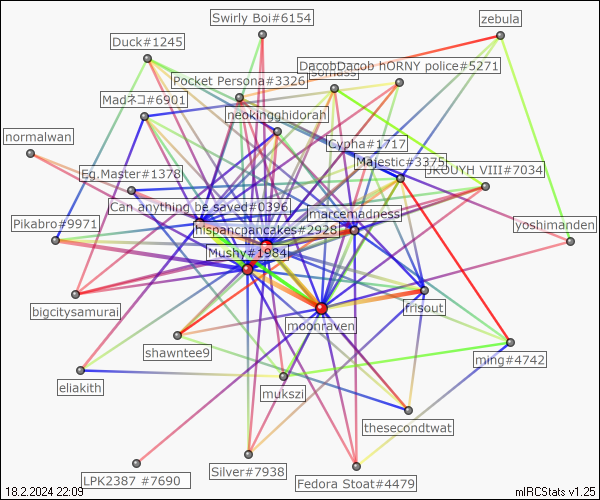 Swirly Boi#6154
zebula
Duck#1245
DacobDacob hORNY police#5271
Pocket Persona#3326
Madネコ#6901
neokingghidorah
normalwan
Cypha#1717
Majestic#3375
JKOUYH VIII#7034
Eg.Master#1378
Can anything be saved#0396
marcemadness
Pikabro#9971
hispancpancakes#2928
yoshimanden
Mushy#1984
bigcitysamurai
frisout
moonraven
shawntee9
ming#4742
eliakith
mukszi
thesecondtwat
Silver#7938
LPK2387 #7690
Fedora Stoat#4479
18.2.2024 22:09
mIRCStats v1.25